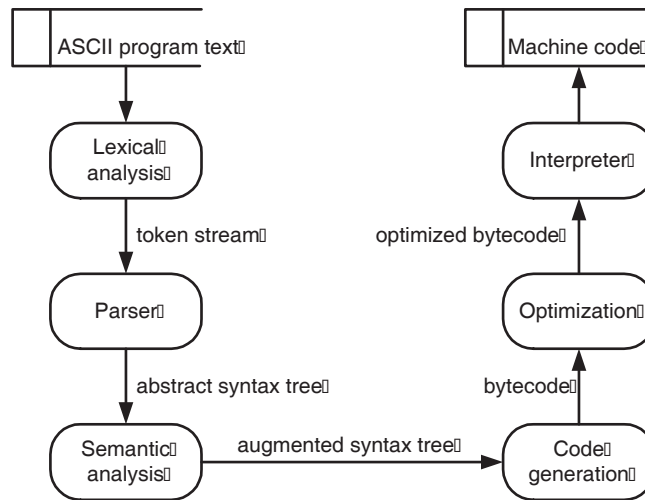 ASCII program text
Machine code
Lexical
analysis
Interpreter
token stream
optimized bytecode
Parser
Optimization
abstract syntax tree
bytecode
Semantic
analysis
augmented syntax tree
Code
generation